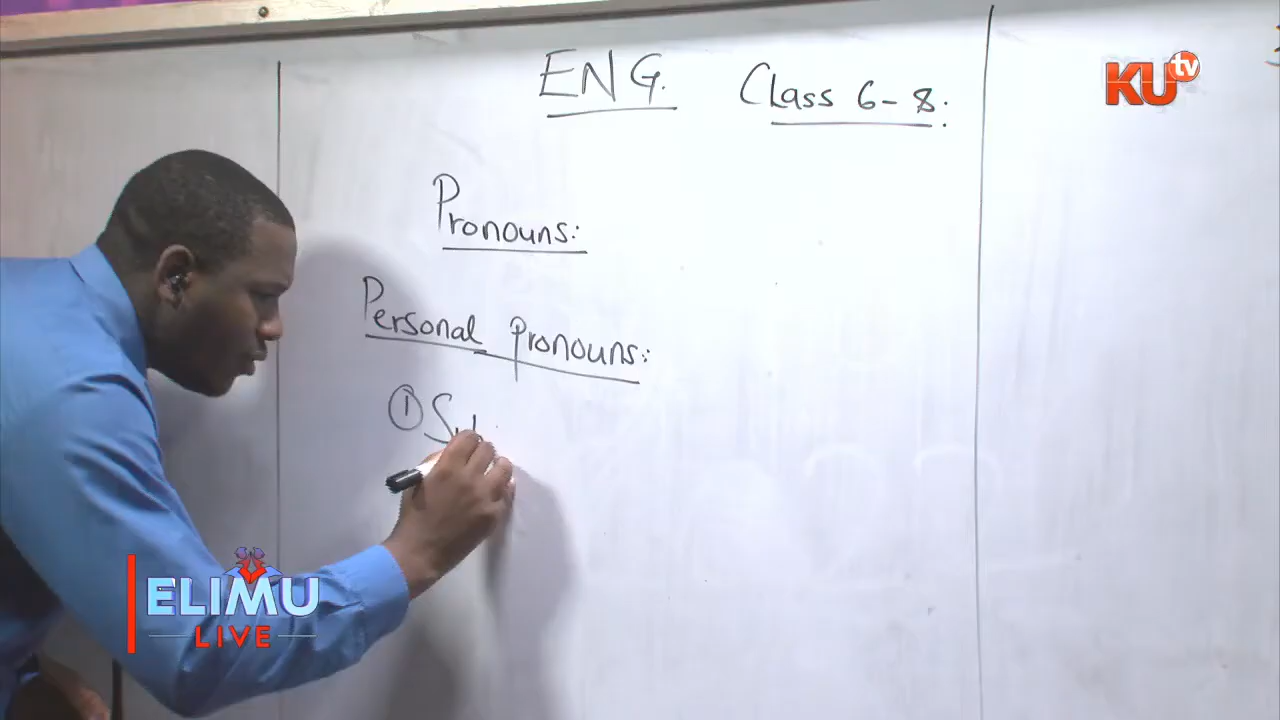 ENG. Class 6-8:
KU tv
Pronouns:
Personal pronouns:
①
ELIMU
LIVE